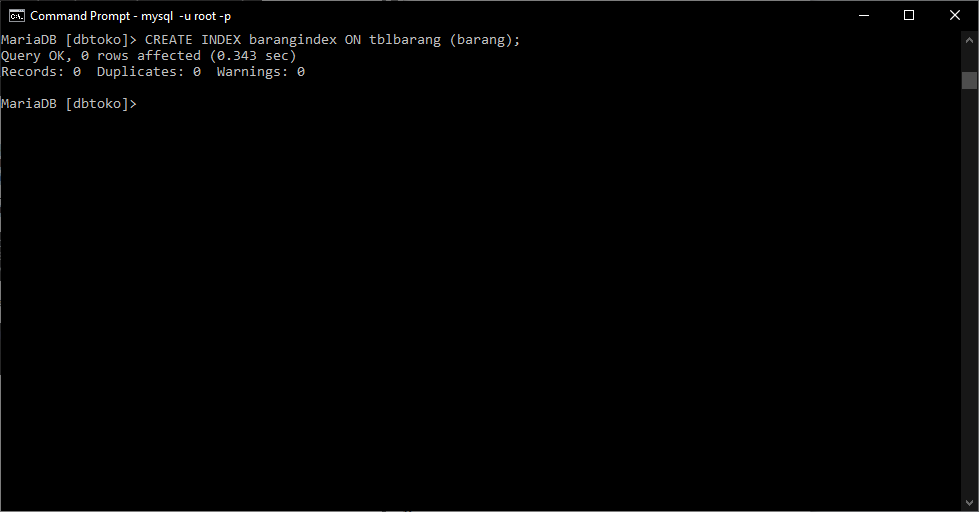 Command Prompt - mysql  -u root -p
MariaDB [dbtoko]> CREATE INDEX barangindex ON tblbarang (barang);
Query OK, 0 rows affected (0.343 sec)
Records: 0  Duplicates: 0  Warnings: 0
MariaDB [dbtoko]>